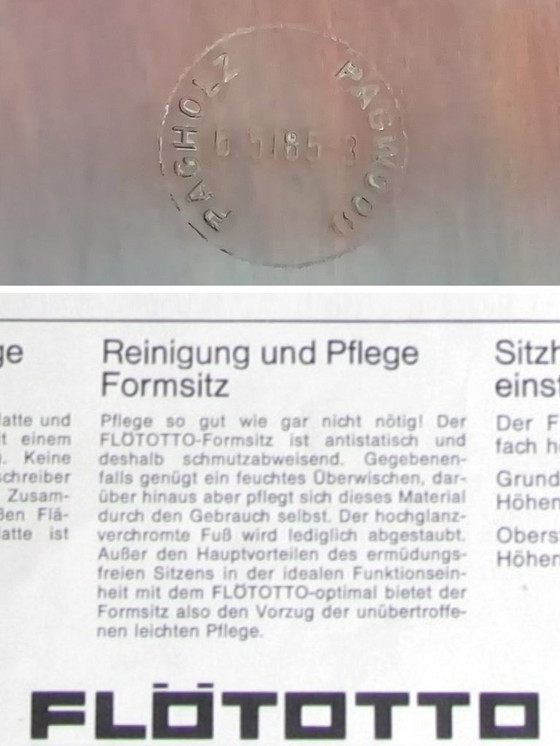 PAGHOLZ
PAGWOOD
6 5/85 3
ge
latte und
t einem
). Keine
chreiber
Zusam-
ßen Flä-
latte ist
Reinigung und Pflege
Formsitz
Pflege so gut wie gar nicht nötig! Der
FLÖTOTTO-Formsitz ist antistatisch und
deshalb schmutzabweisend. Gegebenen-
falls genügt ein feuchtes Überwischen, dar-
über hinaus aber pflegt sich dieses Material
durch den Gebrauch selbst. Der hochglanz-
verchromte Fuß wird lediglich abgestaubt.
Außer den Hauptvorteilen des ermüdungs-
freien Sitzens in der idealen Funktionsein-
heit mit dem FLÖTOTTO-optimal bietet der
Formsitz also den Vorzug der unübertroffe-
nen leichten Pflege.
Sitzh
einst
Der F
fach h
Grund
Höhen
Obers
Höhen
FLÖTOTTO